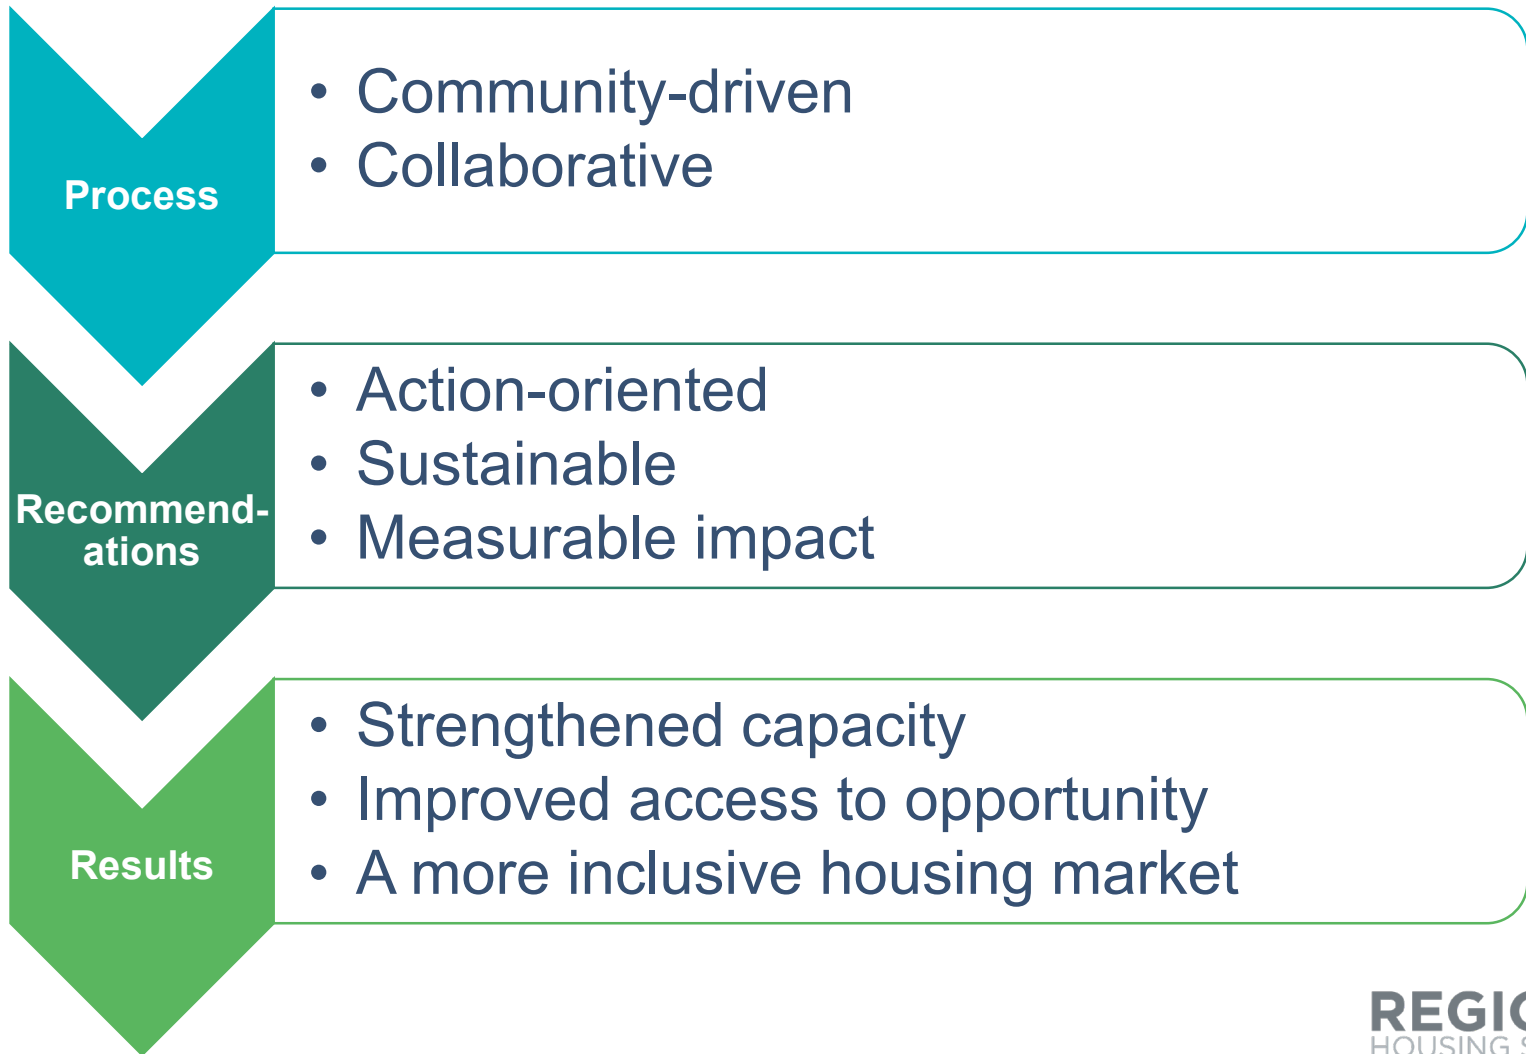 Process
• Community-driven
• Collaborative
Recommend-
ations
• Action-oriented
• Sustainable
• Measurable impact
Results
• Strengthened capacity
• Improved access to opportunity
• A more inclusive housing market
HOUSING